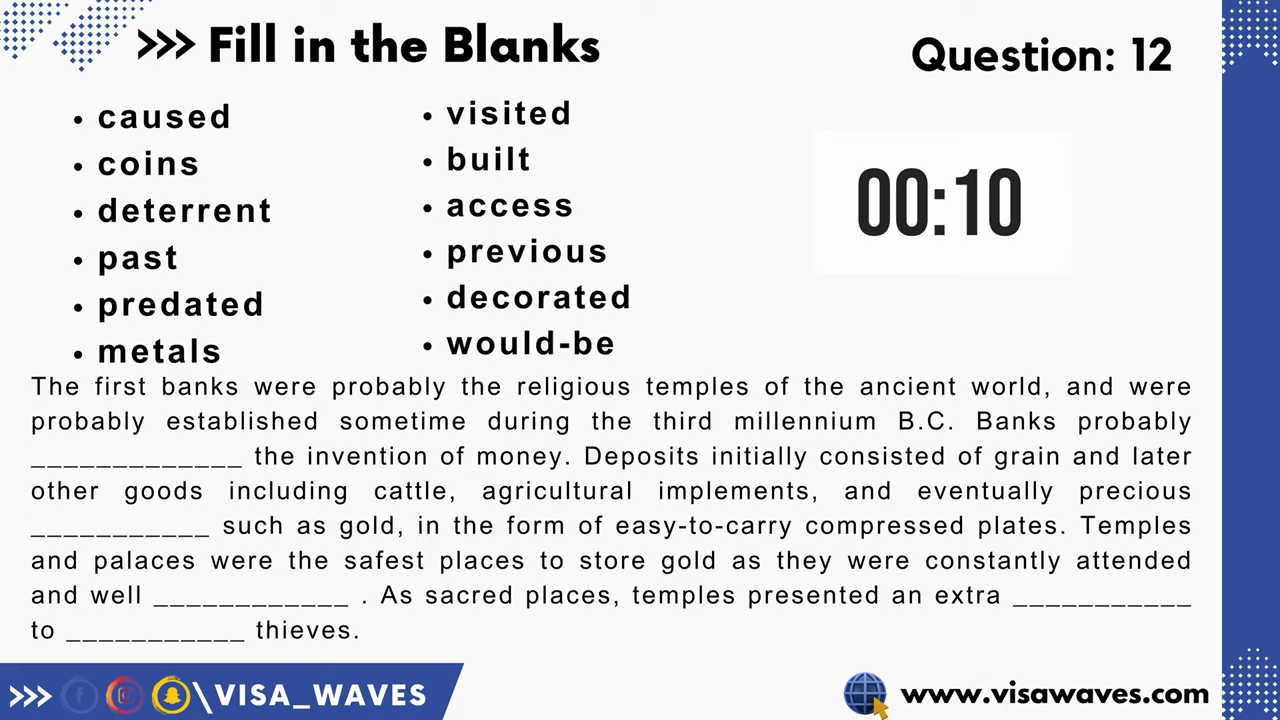 >>> Fill in the Blanks
Question: 12
• caused
• coins
• deterrent
• past
• predated
• metals
• visited
• built
• access
• previous
• decorated
• would-be
00:10
The first banks were probably the religious temples of the ancient world, and were
probably established sometime during the third millennium B.C. Banks probably
_____________ the invention of money. Deposits initially consisted of grain and later
other goods including cattle, agricultural implements, and eventually precious
___________ such as gold, in the form of easy-to-carry compressed plates. Temples
and palaces were the safest places to store gold as they were constantly attended
and well ____________ . As sacred places, temples presented an extra ___________
to ___________ thieves.
>>> \VISA_WAVES
www.visawaves.com